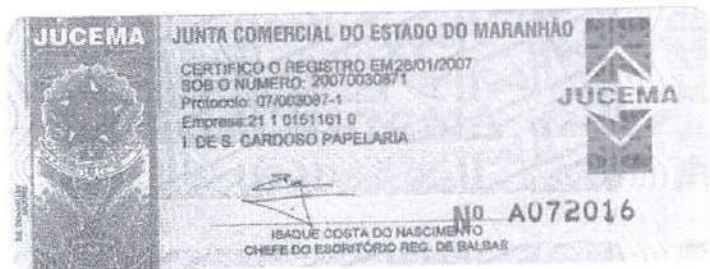 JUCEMA
JUNTA COMERCIAL DO ESTADO DO MARANHÃO
CERTIFICO O REGISTRO EM 26/01/2007
SOB O NÚMERO: 20070030871
Protocolo: 07/003087-1
Empresa: 21 1 0151161 0
I. DE S. CARDOSO PAPELARIA
JUCEMA
Nº A072016
ISAQUE COSTA DO NASCIMENTO
CHEFE DO ESCRITÓRIO REG. DE BALSAS